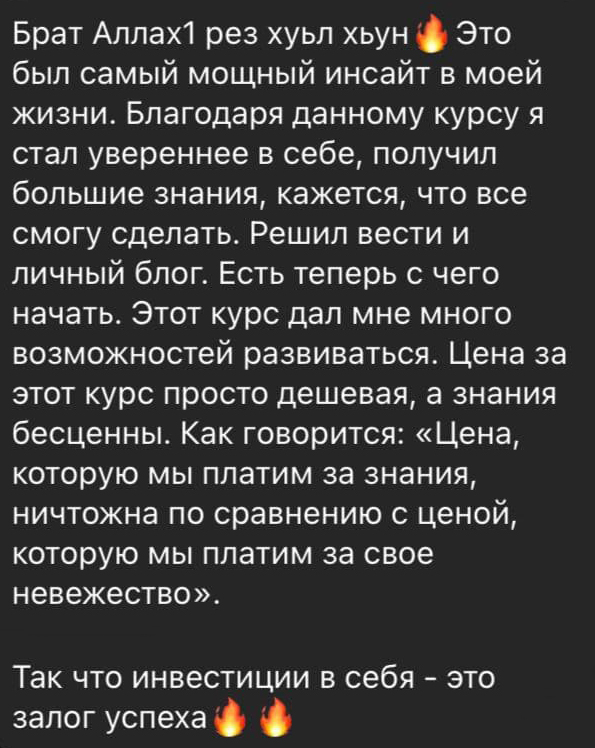 Брат Аллах1 рез хуьл хьун🔥Это
был самый мощный инсайт в моей
жизни. Благодаря данному курсу я
стал увереннее в себе, получил
большие знания, кажется, что все
смогу сделать. Решил вести и
личный блог. Есть теперь с чего
начать. Этот курс дал мне много
возможностей развиваться. Цена за
этот курс просто дешевая, а знания
бесценны. Как говорится: «Цена,
которую мы платим за знания,
ничтожна по сравнению с ценой,
которую мы платим за свое
невежество».
Так что инвестиции в себя - это
залог успеха🔥🔥